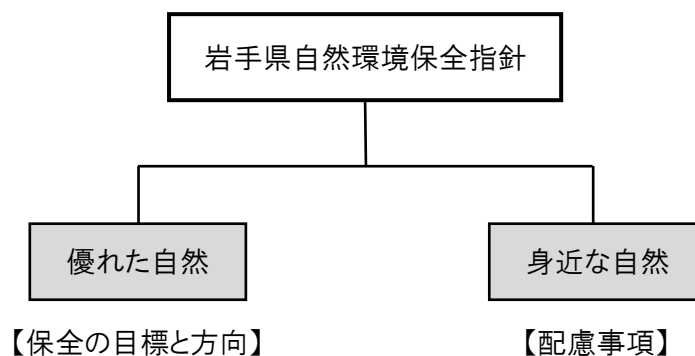 岩手県自然環境保全指針
優れた自然
身近な自然
【保全の目標と方向】
【配慮事項】